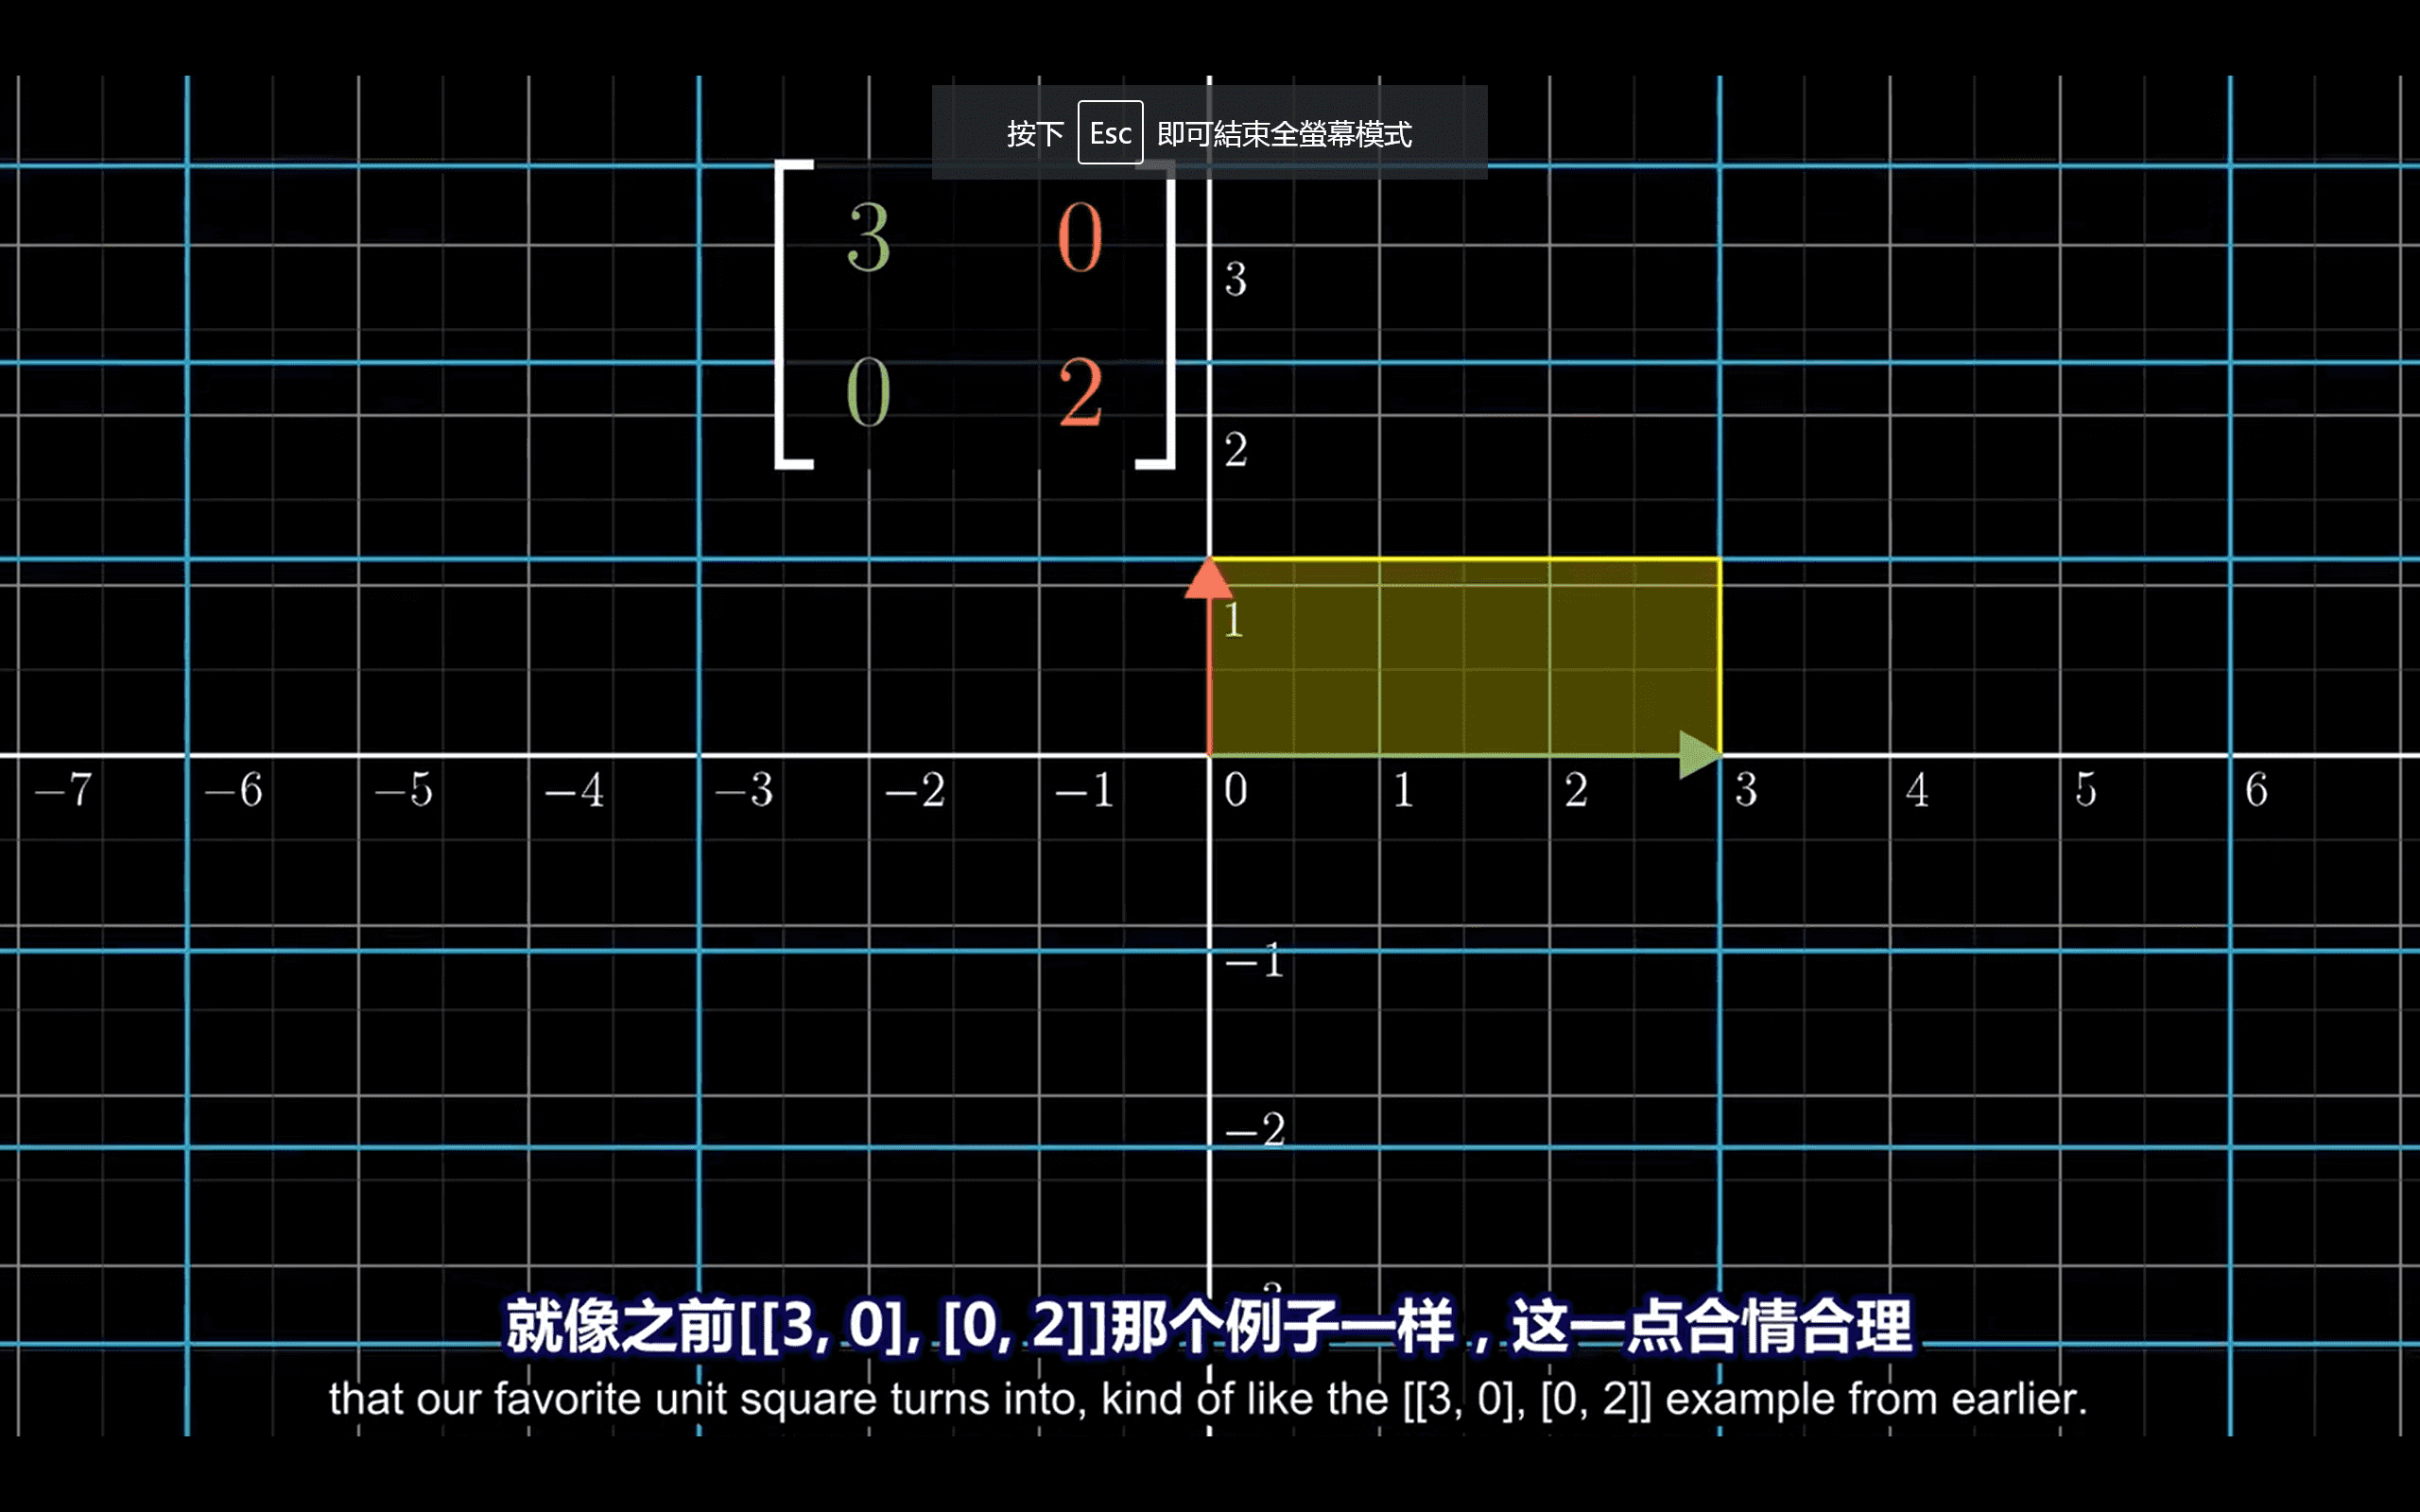 按下 Esc 即可結束全螢幕模式
3 0
0 2
3
2
1
−7 −6 −5 −4 −3 −2 −1 0 1 2 3 4 5 6
−1
−2
就像之前[[3, 0], [0, 2]]那个例子一样，这一点合情合理
that our favorite unit square turns into, kind of like the [[3, 0], [0, 2]] example from earlier.